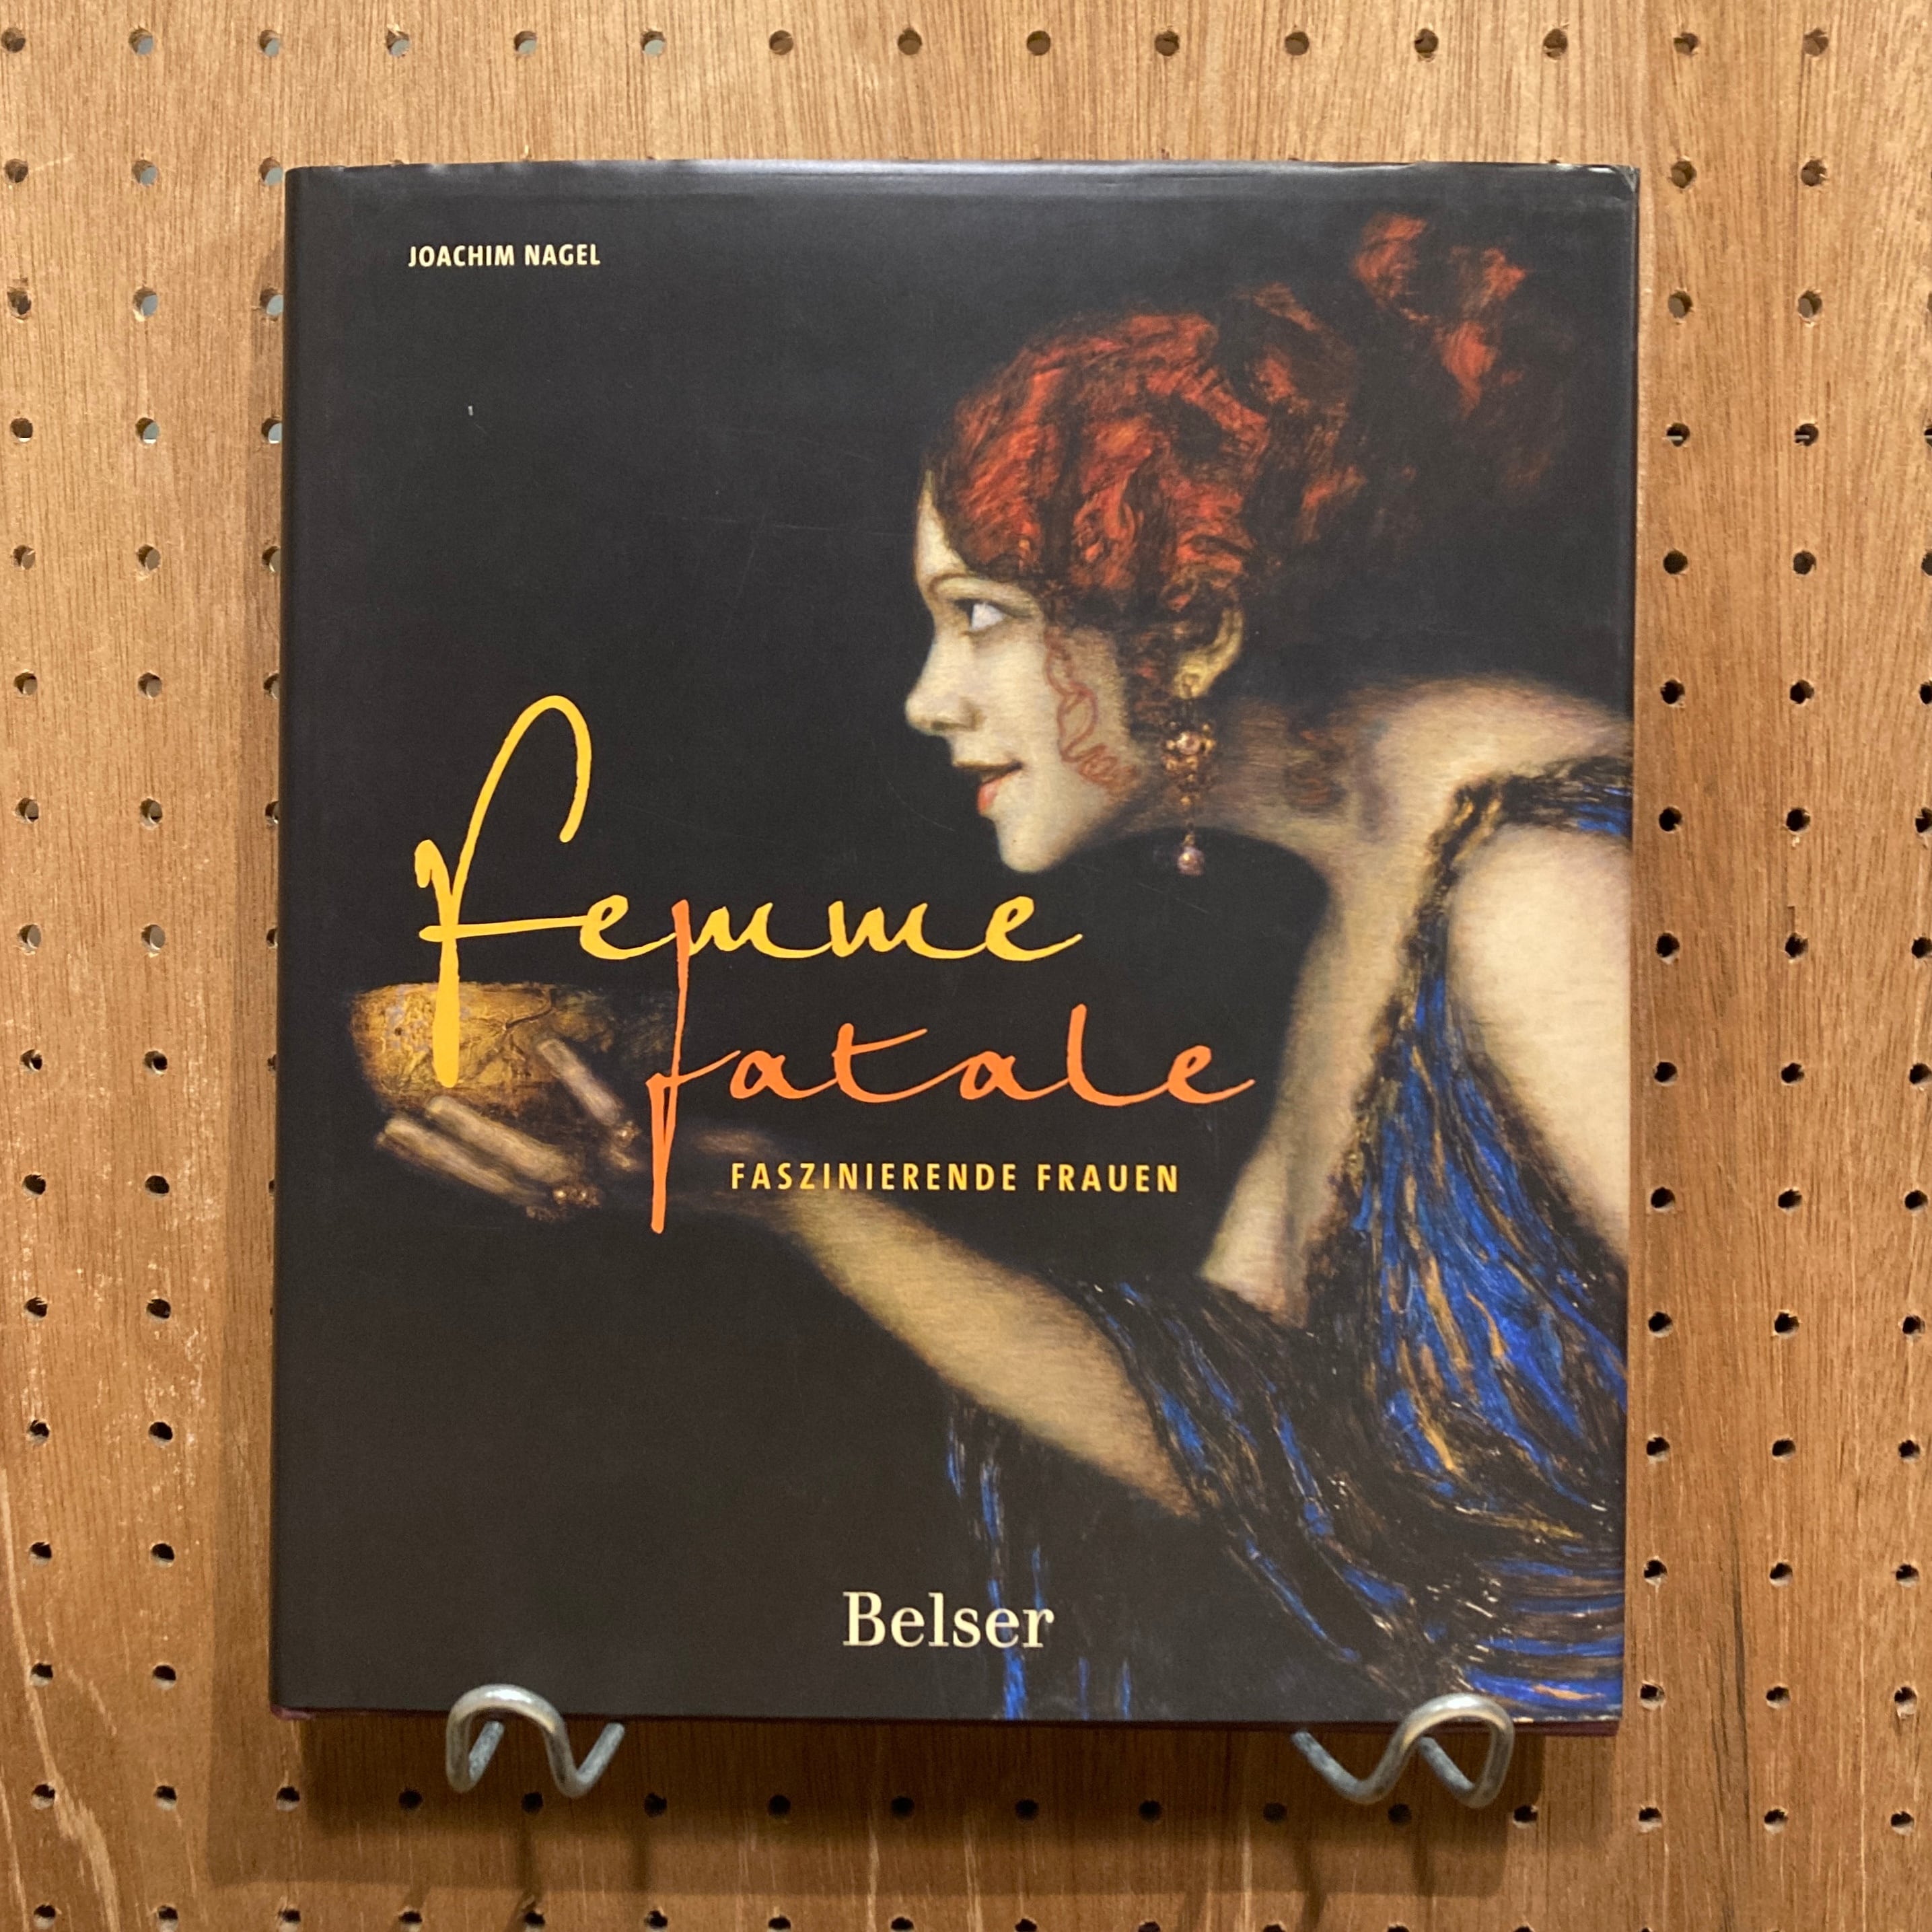 JOACHIM NAGEL
Femme
fatale
FASZINIERENDE FRAUEN
Belser